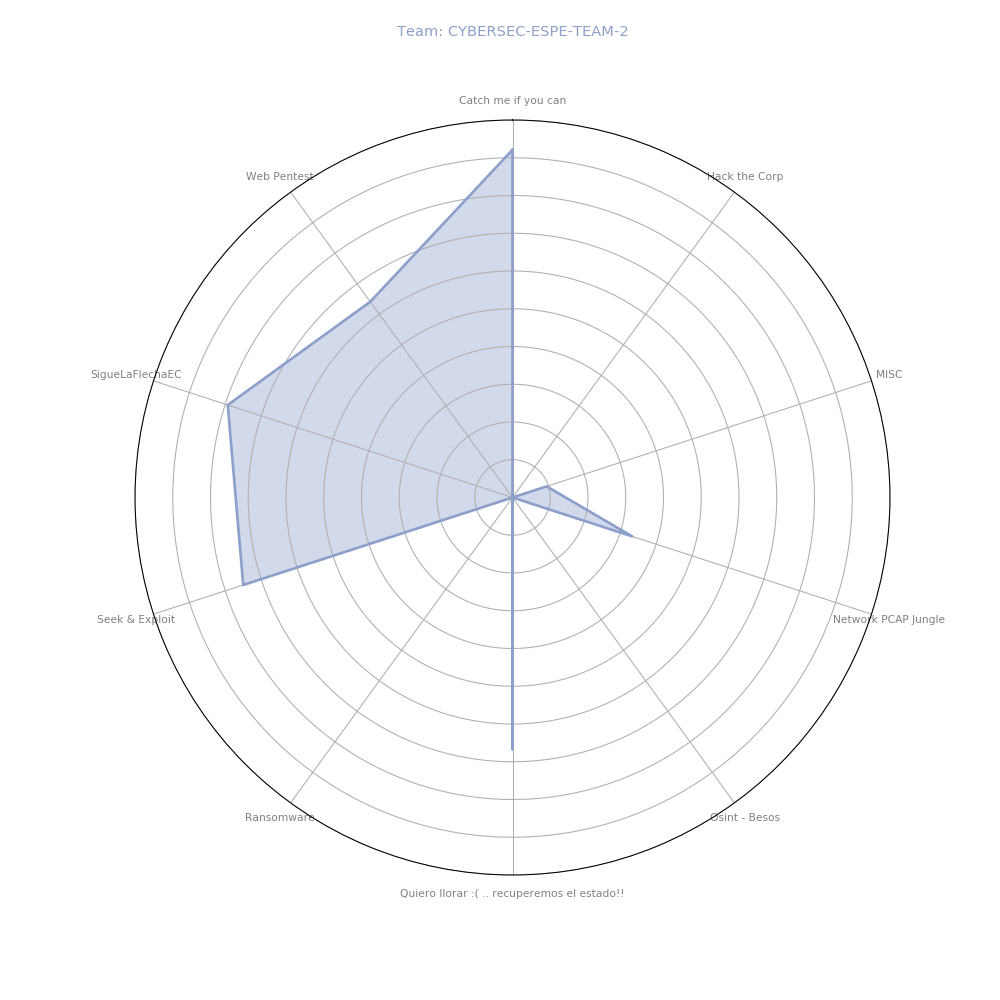 Team: CYBERSEC-ESPE-TEAM-2
Catch me if you can
Web Pentest
Hack the Corp
SigueLaFlechaEC
MISC
Seek & Exploit
Network PCAP Jungle
Ransomware
Osint - Besos
Quiero llorar :( .. recuperemos el estado!!